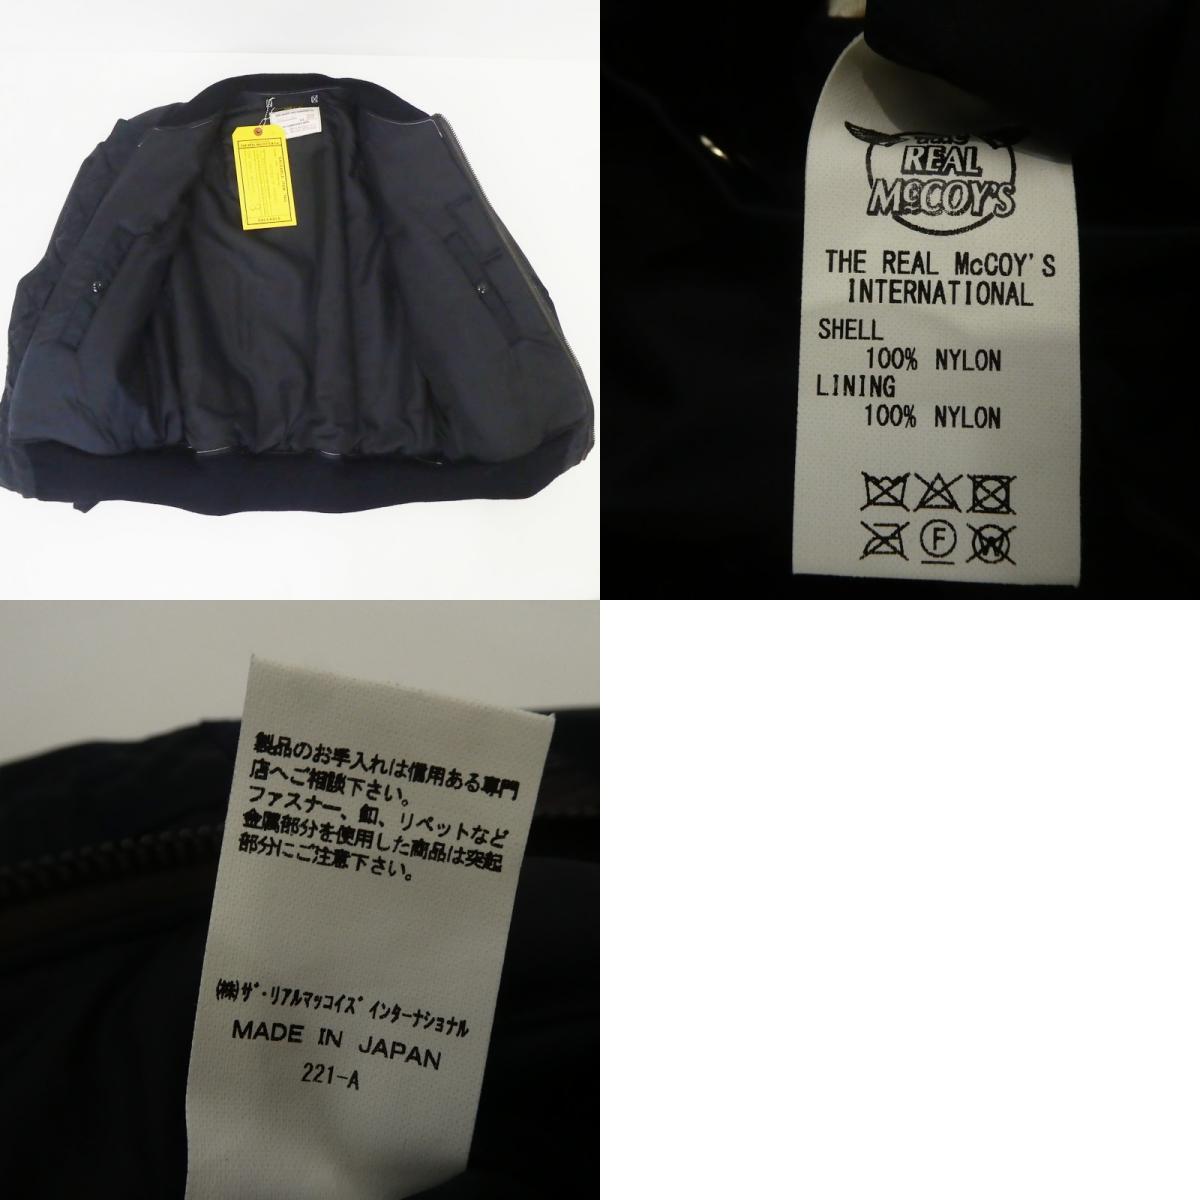 REAL
McCOY'S
THE REAL McCOY'S
INTERNATIONAL
SHELL
100% NYLON
LINING
100% NYLON
F
W
製品のお手入れは信用ある専門
店へご相談下さい。
ファスナー、釦、リペットなど
金属部分を使用した商品は突起
部分にご注意下さい。
(株)ザ・リアルマッコイズ インターナショナル
MADE IN JAPAN
221-A